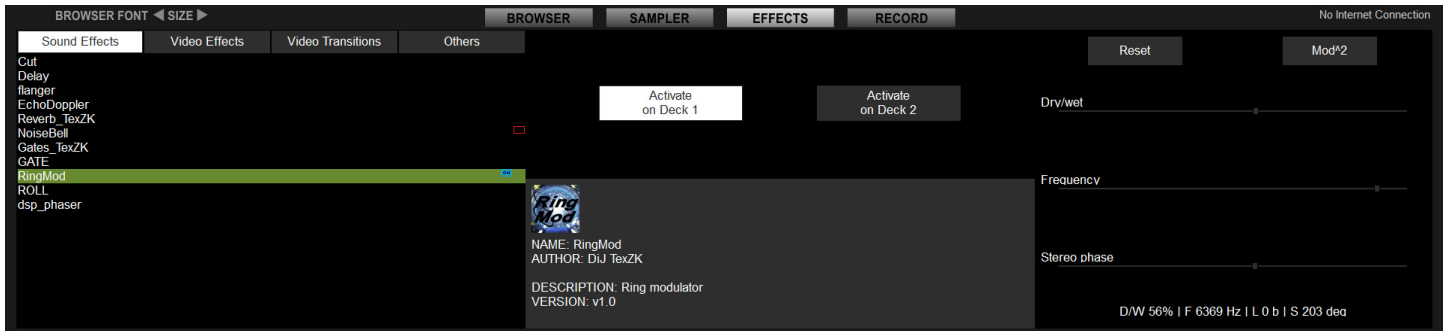 BROWSER FONT ◀ SIZE ▶
BROWSER
SAMPLER
EFFECTS
RECORD
No Internet Connection
Sound Effects
Video Effects
Video Transitions
Others
Cut
Delay
flanger
EchoDoppler
Reverb_TexZK
NoiseBell
Gates_TexZK
GATE
RingMod
ON
ROLL
dsp_phaser
Activate
on Deck 1
Activate
on Deck 2
Ring
Mod
NAME: RingMod
AUTHOR: DiJ TexZK
DESCRIPTION: Ring modulator
VERSION: v1.0
Reset
Mod^2
Dry/wet
Frequency
Stereo phase
D/W 56% | F 6369 Hz | L 0 b | S 203 deg